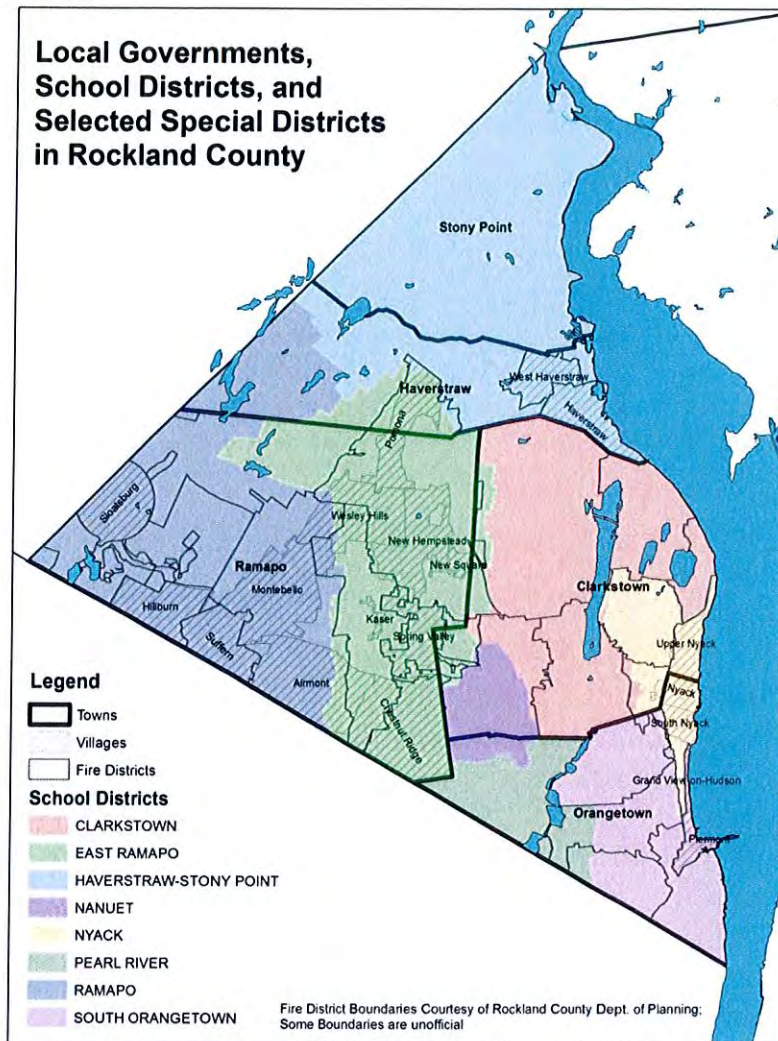 Local Governments,
School Districts, and
Selected Special Districts
in Rockland County
Stony Point
West Haverstraw
Haverstraw
Haverstraw
Pomona
Sloatsburg
Wesley Hills
New Hempstead
New Square
Ramapo
Montebello
Clarkstown
Hillburn
Kaser
Spring Valley
Upper Nyack
Suffern
Airmont
Nyack
Chestnut Ridge
South Nyack
Grand View-on-Hudson
Orangetown
Piermont
Legend
Towns
Villages
Fire Districts
School Districts
CLARKSTOWN
EAST RAMAPO
HAVERSTRAW-STONY POINT
NANUET
NYACK
PEARL RIVER
RAMAPO
SOUTH ORANGETOWN
Fire District Boundaries Courtesy of Rockland County Dept. of Planning;
Some Boundaries are unofficial